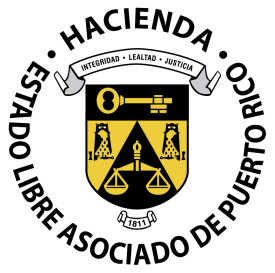 HACIENDA
INTEGRIDAD • LEALTAD • JUSTICIA
1811
• ESTADO LIBRE ASOCIADO DE PUERTO RICO •